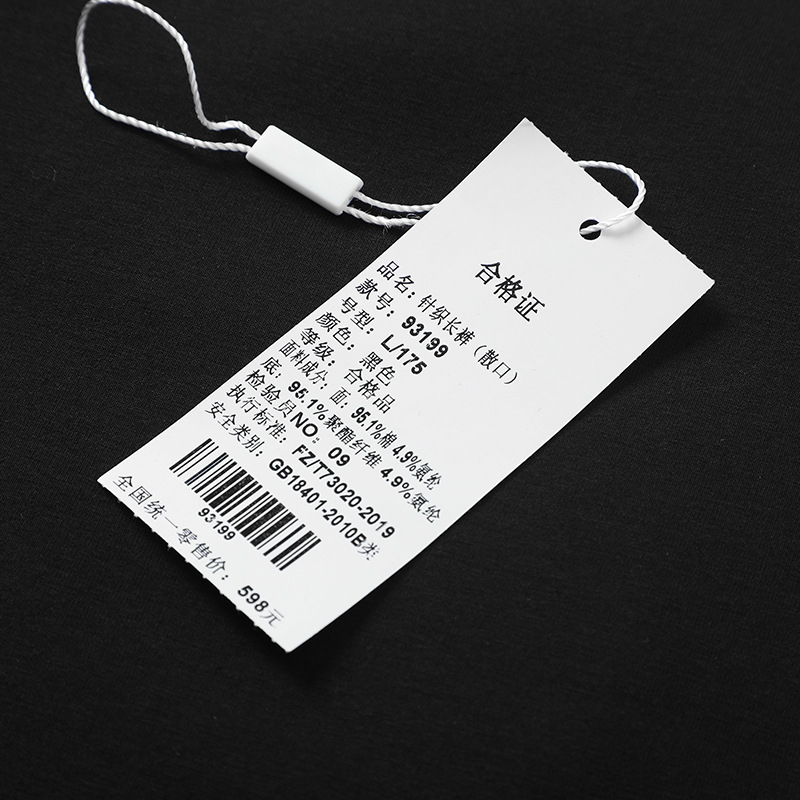 合格证
品名：针织长裤（散口）
款号：93199
号型：L/175
颜色：黑色
等级：合格品
面料成分：面：95.1%棉 4.9%氨纶
底：95.1%聚酯纤维 4.9%氨纶
检验员NO：09
执行标准：FZ/T73020-2019
安全类别：GB18401-2010B类
93199
全国统一零售价：598元